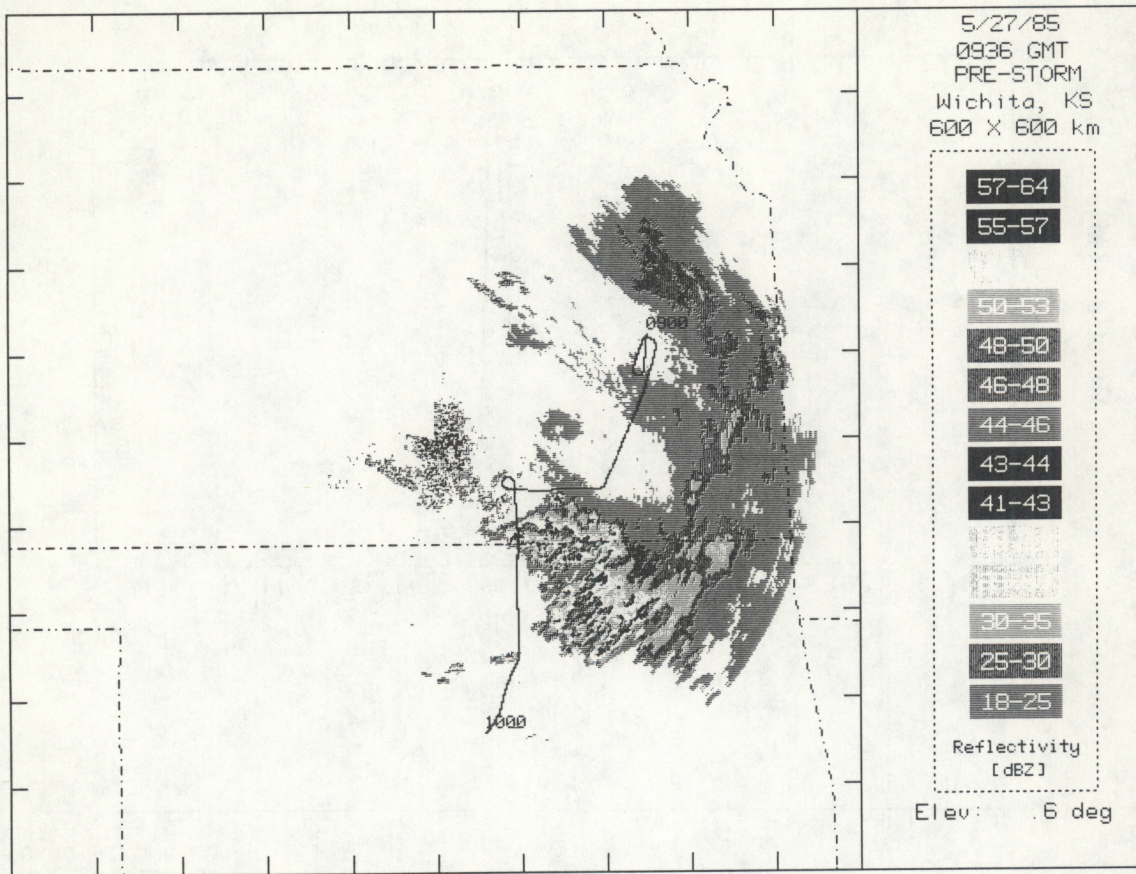 5/27/85
0936 GMT
PRE-STORM
Wichita, KS
600 X 600 km
57-64
55-57
50-53
48-50
46-48
44-46
43-44
41-43
30-35
25-30
18-25
Reflectivity
[dBZ]
Elev: .6 deg
0900
1000